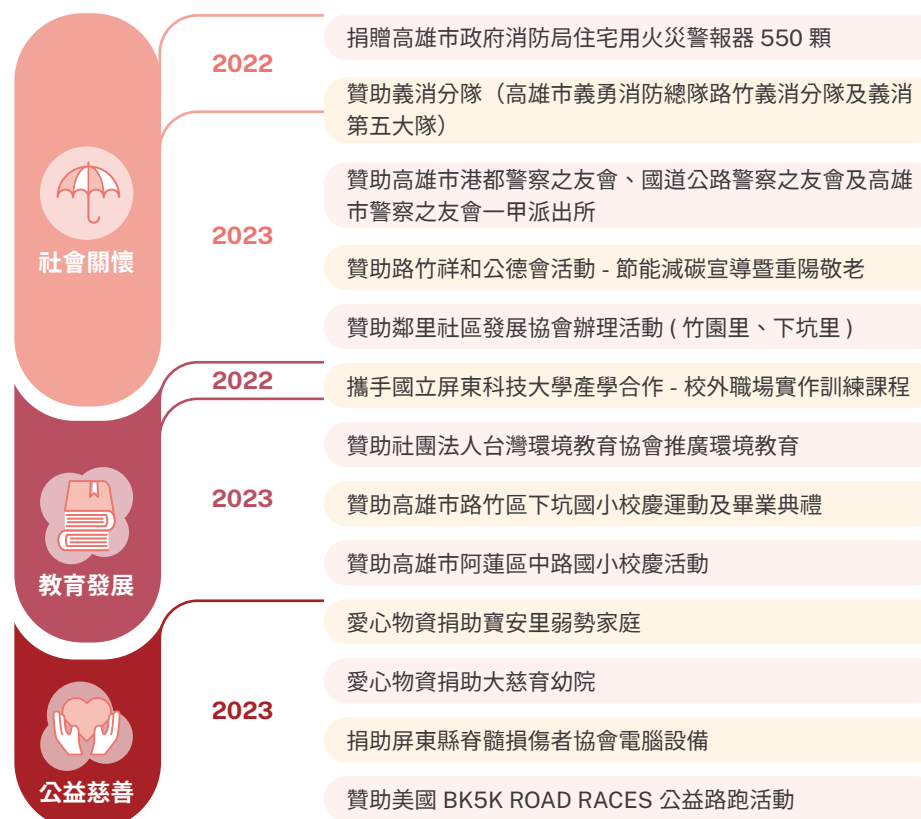 社會關懷
2022
捐贈高雄市政府消防局住宅用火災警報器 550 顆
贊助義消分隊（高雄市義勇消防總隊路竹義消分隊及義消
第五大隊）
2023
贊助高雄市港都警察之友會、國道公路警察之友會及高雄
市警察之友會一甲派出所
贊助路竹祥和公德會活動 - 節能減碳宣導暨重陽敬老
贊助鄰里社區發展協會辦理活動 ( 竹園里、下坑里 )
教育發展
2022
攜手國立屏東科技大學產學合作 - 校外職場實作訓練課程
2023
贊助社團法人台灣環境教育協會推廣環境教育
贊助高雄市路竹區下坑國小校慶運動及畢業典禮
贊助高雄市阿蓮區中路國小校慶活動
公益慈善
2023
愛心物資捐助寶安里弱勢家庭
愛心物資捐助大慈育幼院
捐助屏東縣脊髓損傷者協會電腦設備
贊助美國 BK5K ROAD RACES 公益路跑活動